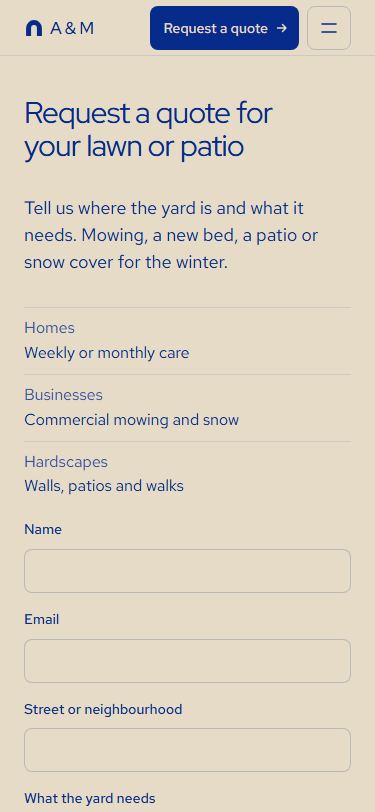 A & M
Request a quote →
Request a quote for
your lawn or patio
Tell us where the yard is and what it
needs. Mowing, a new bed, a patio or
snow cover for the winter.
Homes
Weekly or monthly care
Businesses
Commercial mowing and snow
Hardscapes
Walls, patios and walks
Name
Email
Street or neighbourhood
What the yard needs